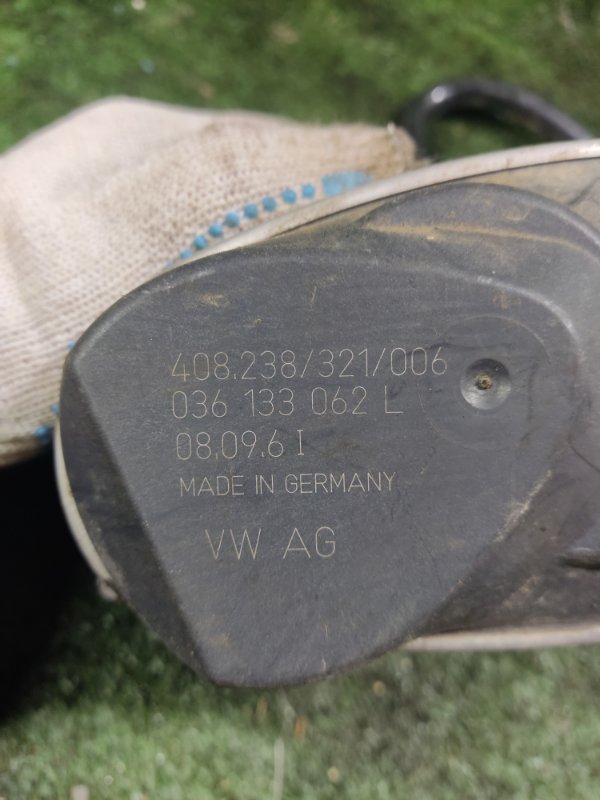 408.238/321/006
036 133 062 L
08.09.6 I
MADE IN GERMANY
VW AG